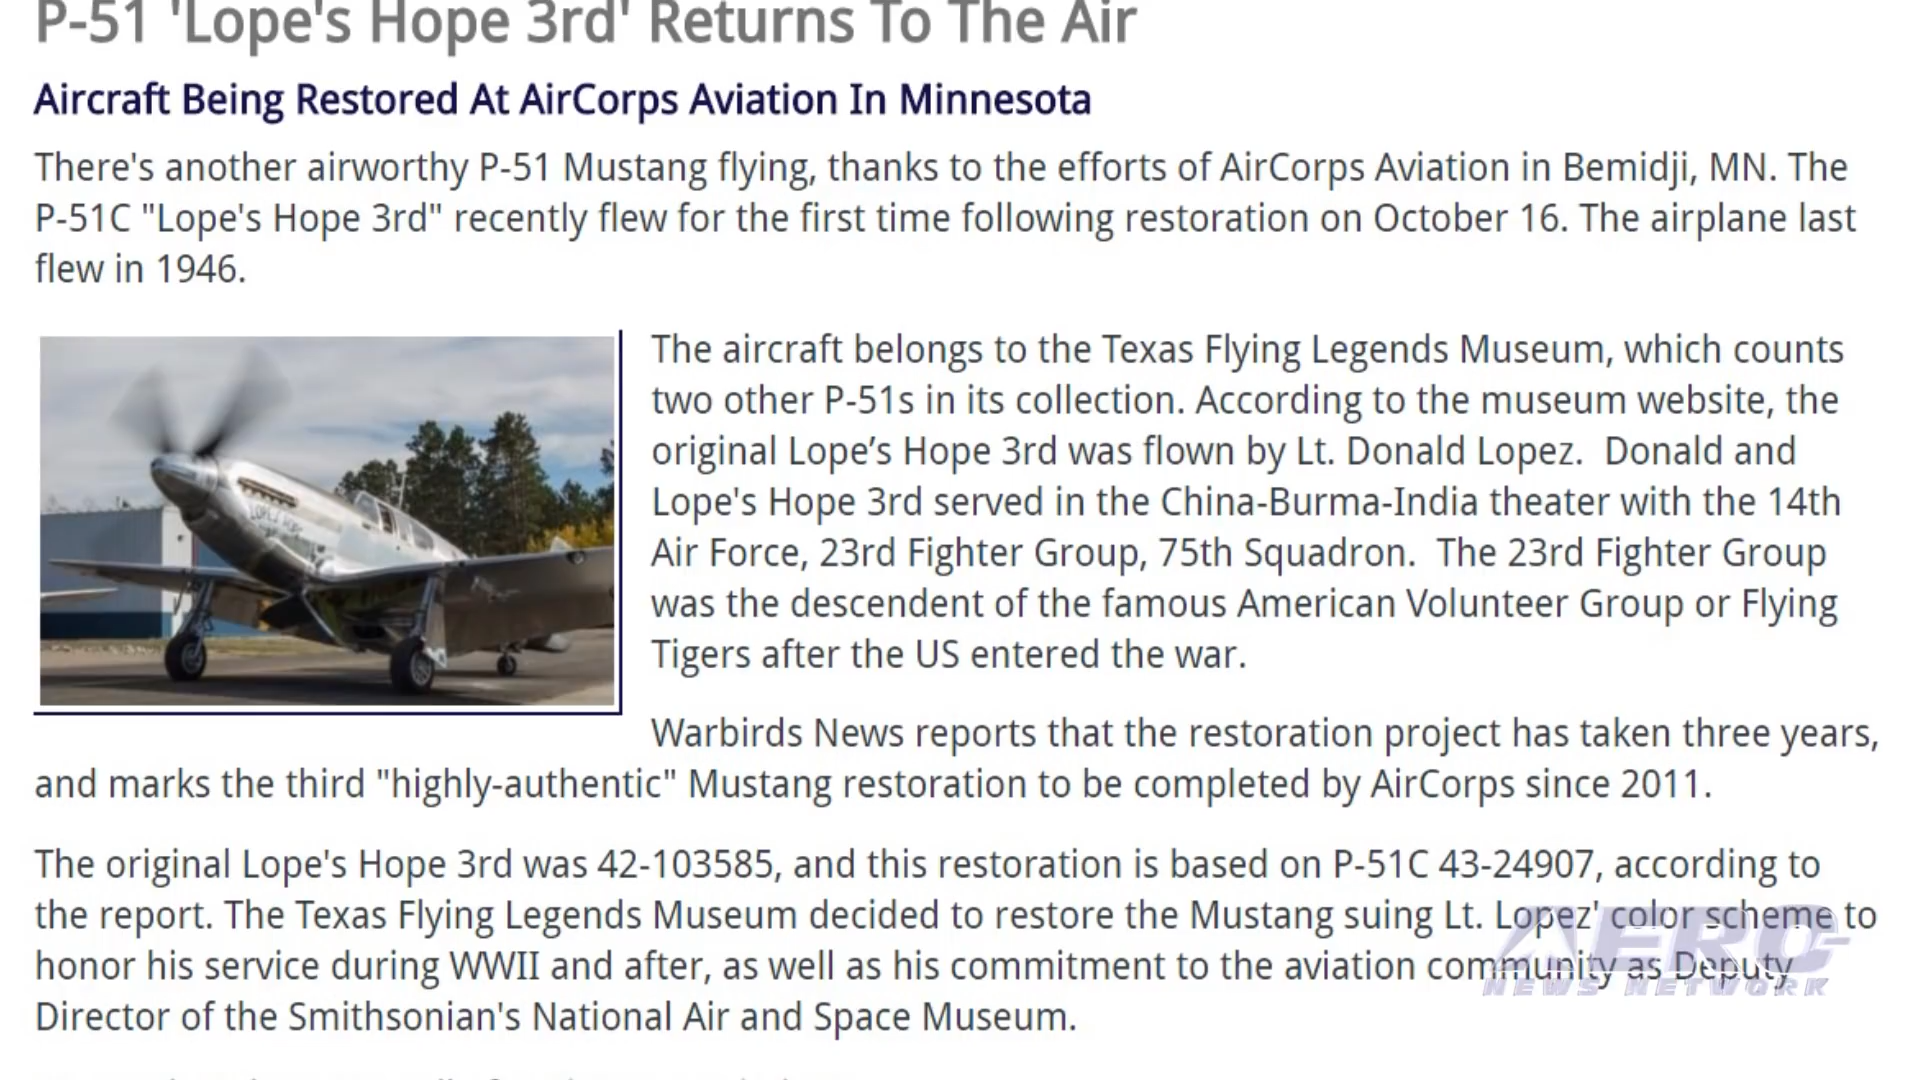 P-51 'Lope's Hope 3rd' Returns To The Air
Aircraft Being Restored At AirCorps Aviation In Minnesota
There's another airworthy P-51 Mustang flying, thanks to the efforts of AirCorps Aviation in Bemidji, MN. The
P-51C "Lope's Hope 3rd" recently flew for the first time following restoration on October 16. The airplane last
flew in 1946.
The aircraft belongs to the Texas Flying Legends Museum, which counts
two other P-51s in its collection. According to the museum website, the
original Lope’s Hope 3rd was flown by Lt. Donald Lopez.  Donald and
Lope's Hope 3rd served in the China-Burma-India theater with the 14th
Air Force, 23rd Fighter Group, 75th Squadron.  The 23rd Fighter Group
was the descendent of the famous American Volunteer Group or Flying
Tigers after the US entered the war.
Warbirds News reports that the restoration project has taken three years,
and marks the third "highly-authentic" Mustang restoration to be completed by AirCorps since 2011.
The original Lope's Hope 3rd was 42-103585, and this restoration is based on P-51C 43-24907, according to
the report. The Texas Flying Legends Museum decided to restore the Mustang suing Lt. Lopez' color scheme to
honor his service during WWII and after, as well as his commitment to the aviation community as Deputy
Director of the Smithsonian's National Air and Space Museum.
AERO-
NEWS NETWORK